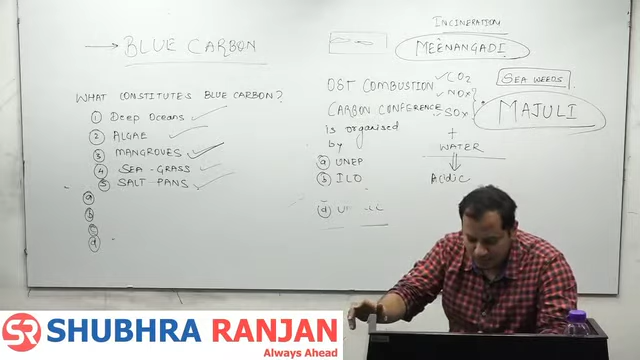 → BLUE CARBON
WHAT CONSTITUTES BLUE CARBON?
① DEEP OCEANS
② ALGAE
③ MANGROVES
④ SEA-GRASS
⑤ SALT PANS
ⓐ
ⓑ
ⓒ
ⓓ
INCINERATION
MEENANGADI
OST COMBUSTION
CARBON CONFERENCE
is organised
by
ⓐ UNEP
ⓑ ILO
ⓓ
CO2
NOX
SOX
+
WATER
Acidic
SEA WEEDS
MAJULI
SR SHUBHRA RANJAN
Always Ahead